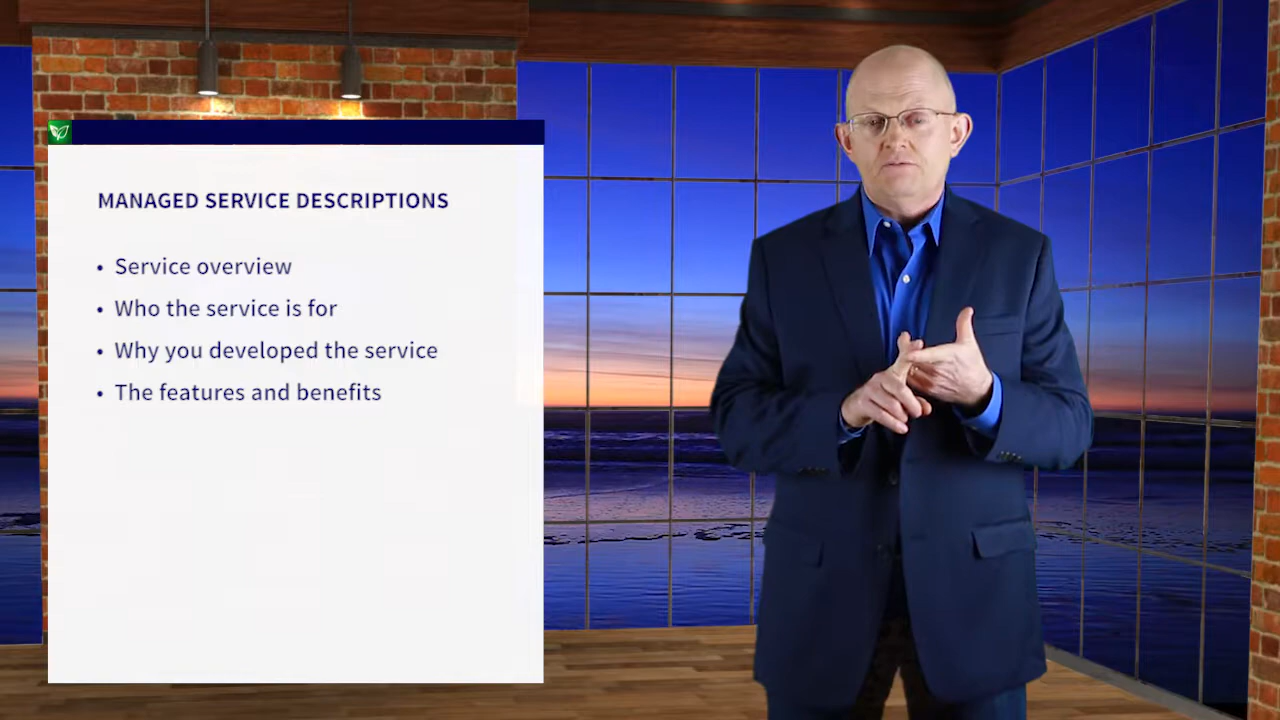 MANAGED SERVICE DESCRIPTIONS
• Service overview
• Who the service is for
• Why you developed the service
• The features and benefits